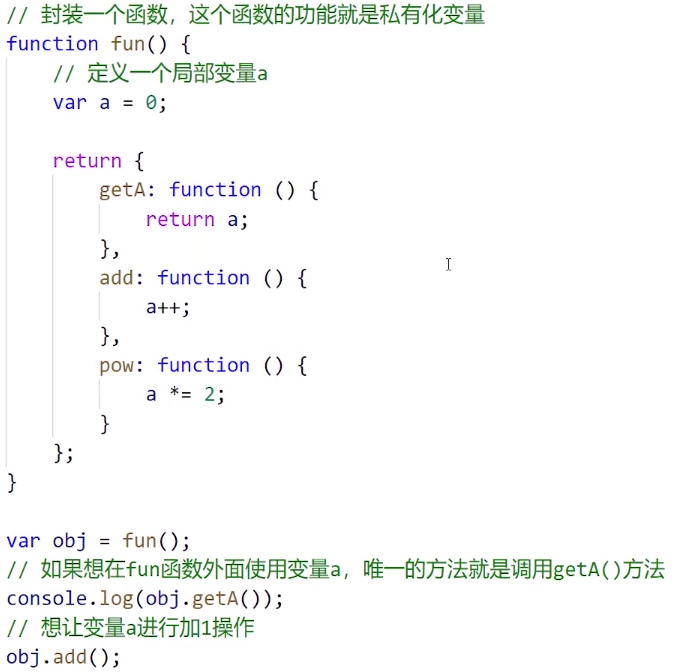 // 封装一个函数，这个函数的功能就是私有化变量
function fun() {
    // 定义一个局部变量a
    var a = 0;

    return {
        getA: function () {
            return a;
        },
        add: function () {
            a++;
        },
        pow: function () {
            a *= 2;
        }
    };
}

var obj = fun();
// 如果想在fun函数外面使用变量a，唯一的方法就是调用getA()方法
console.log(obj.getA());
// 想让变量a进行加1操作
obj.add();